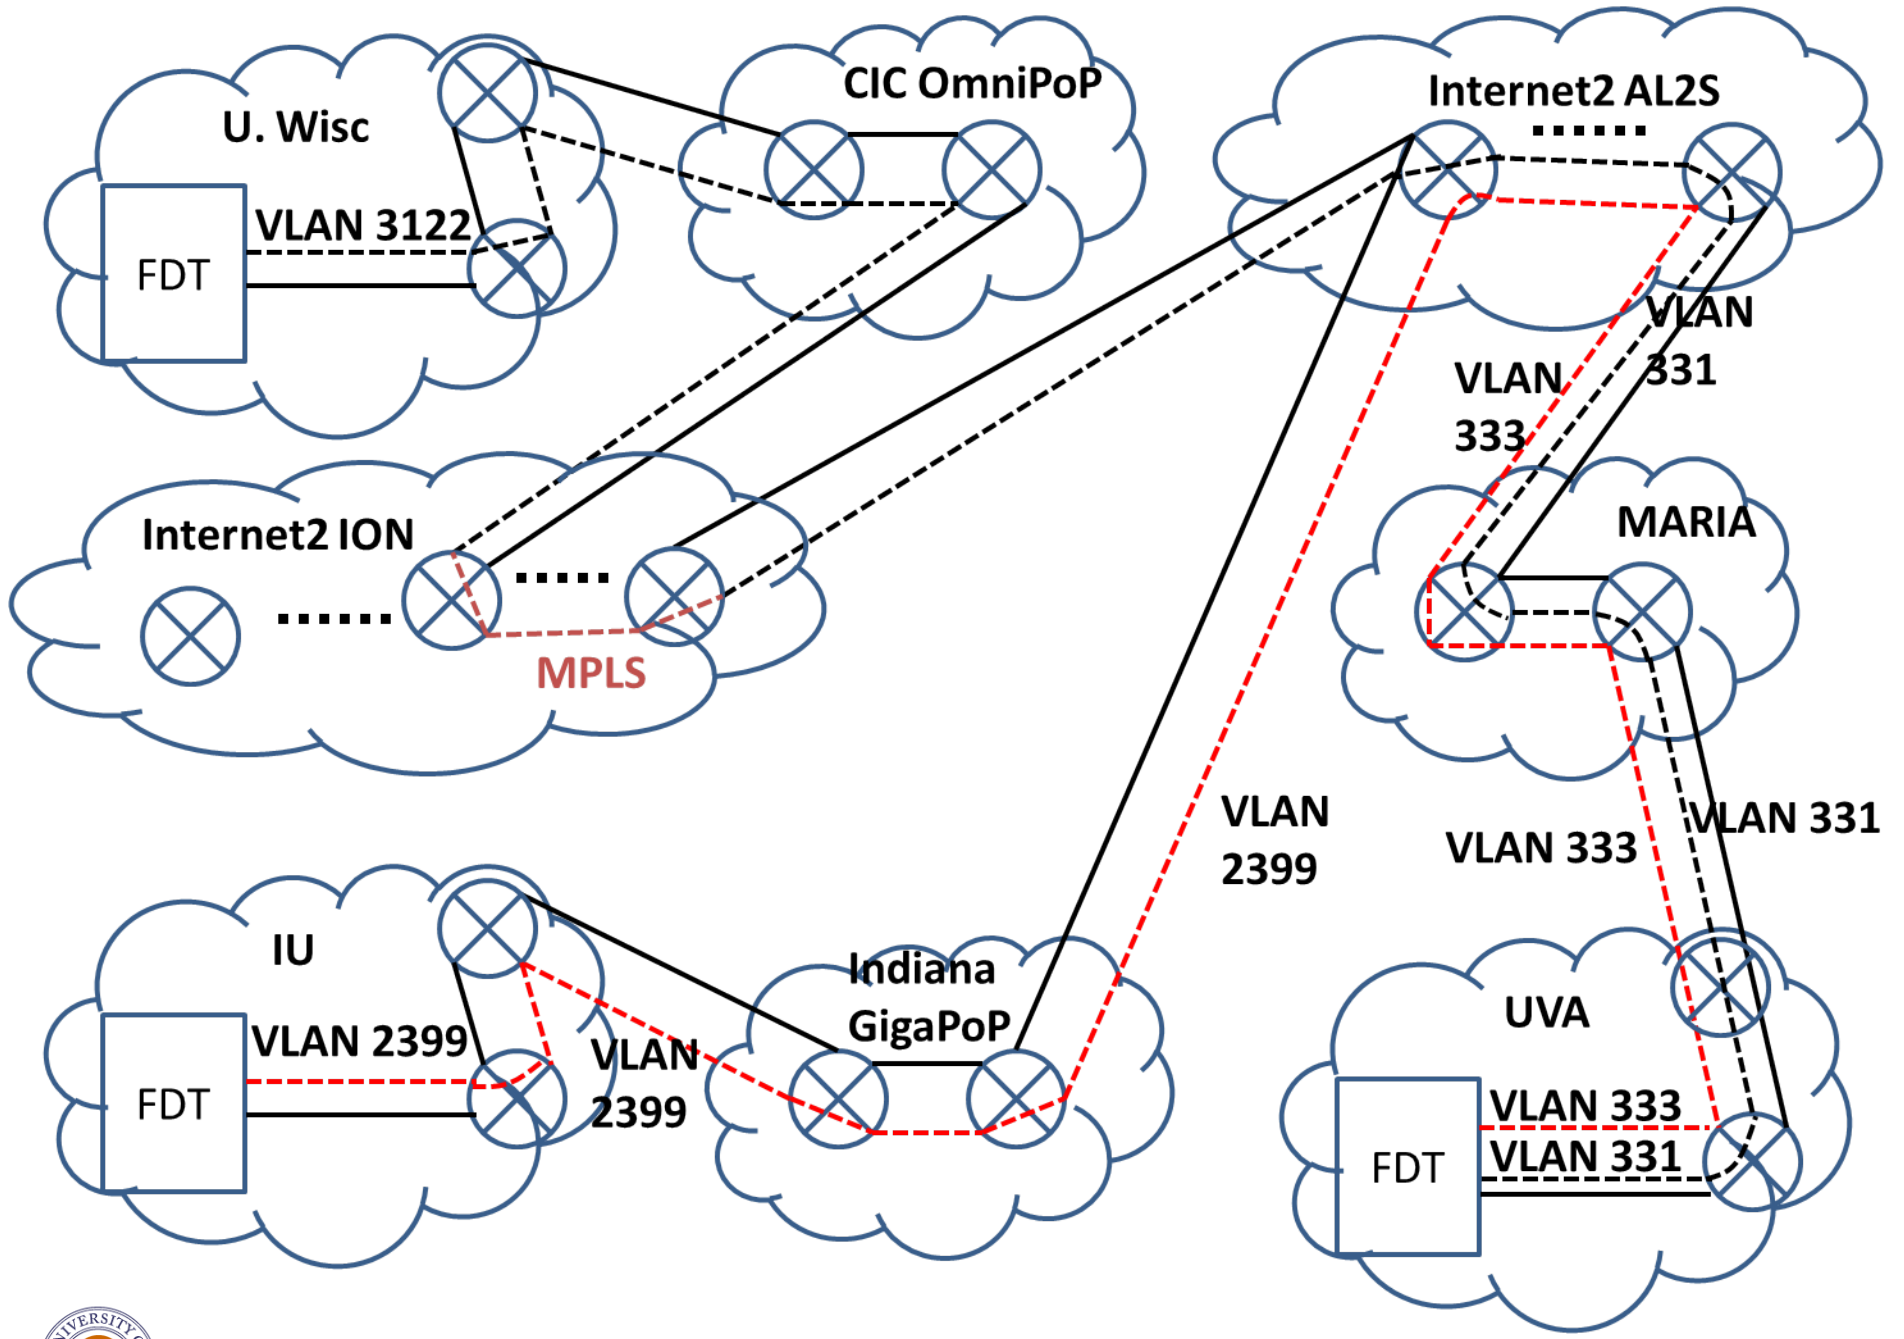 U. Wisc
VLAN 3122
FDT
CIC OmniPoP
Internet2 AL2S
VLAN
331
VLAN
333
Internet2 ION
MPLS
MARIA
VLAN
2399
VLAN 333
VLAN 331
IU
VLAN 2399
FDT
VLAN
2399
Indiana
GigaPoP
UVA
VLAN 333
VLAN 331
FDT